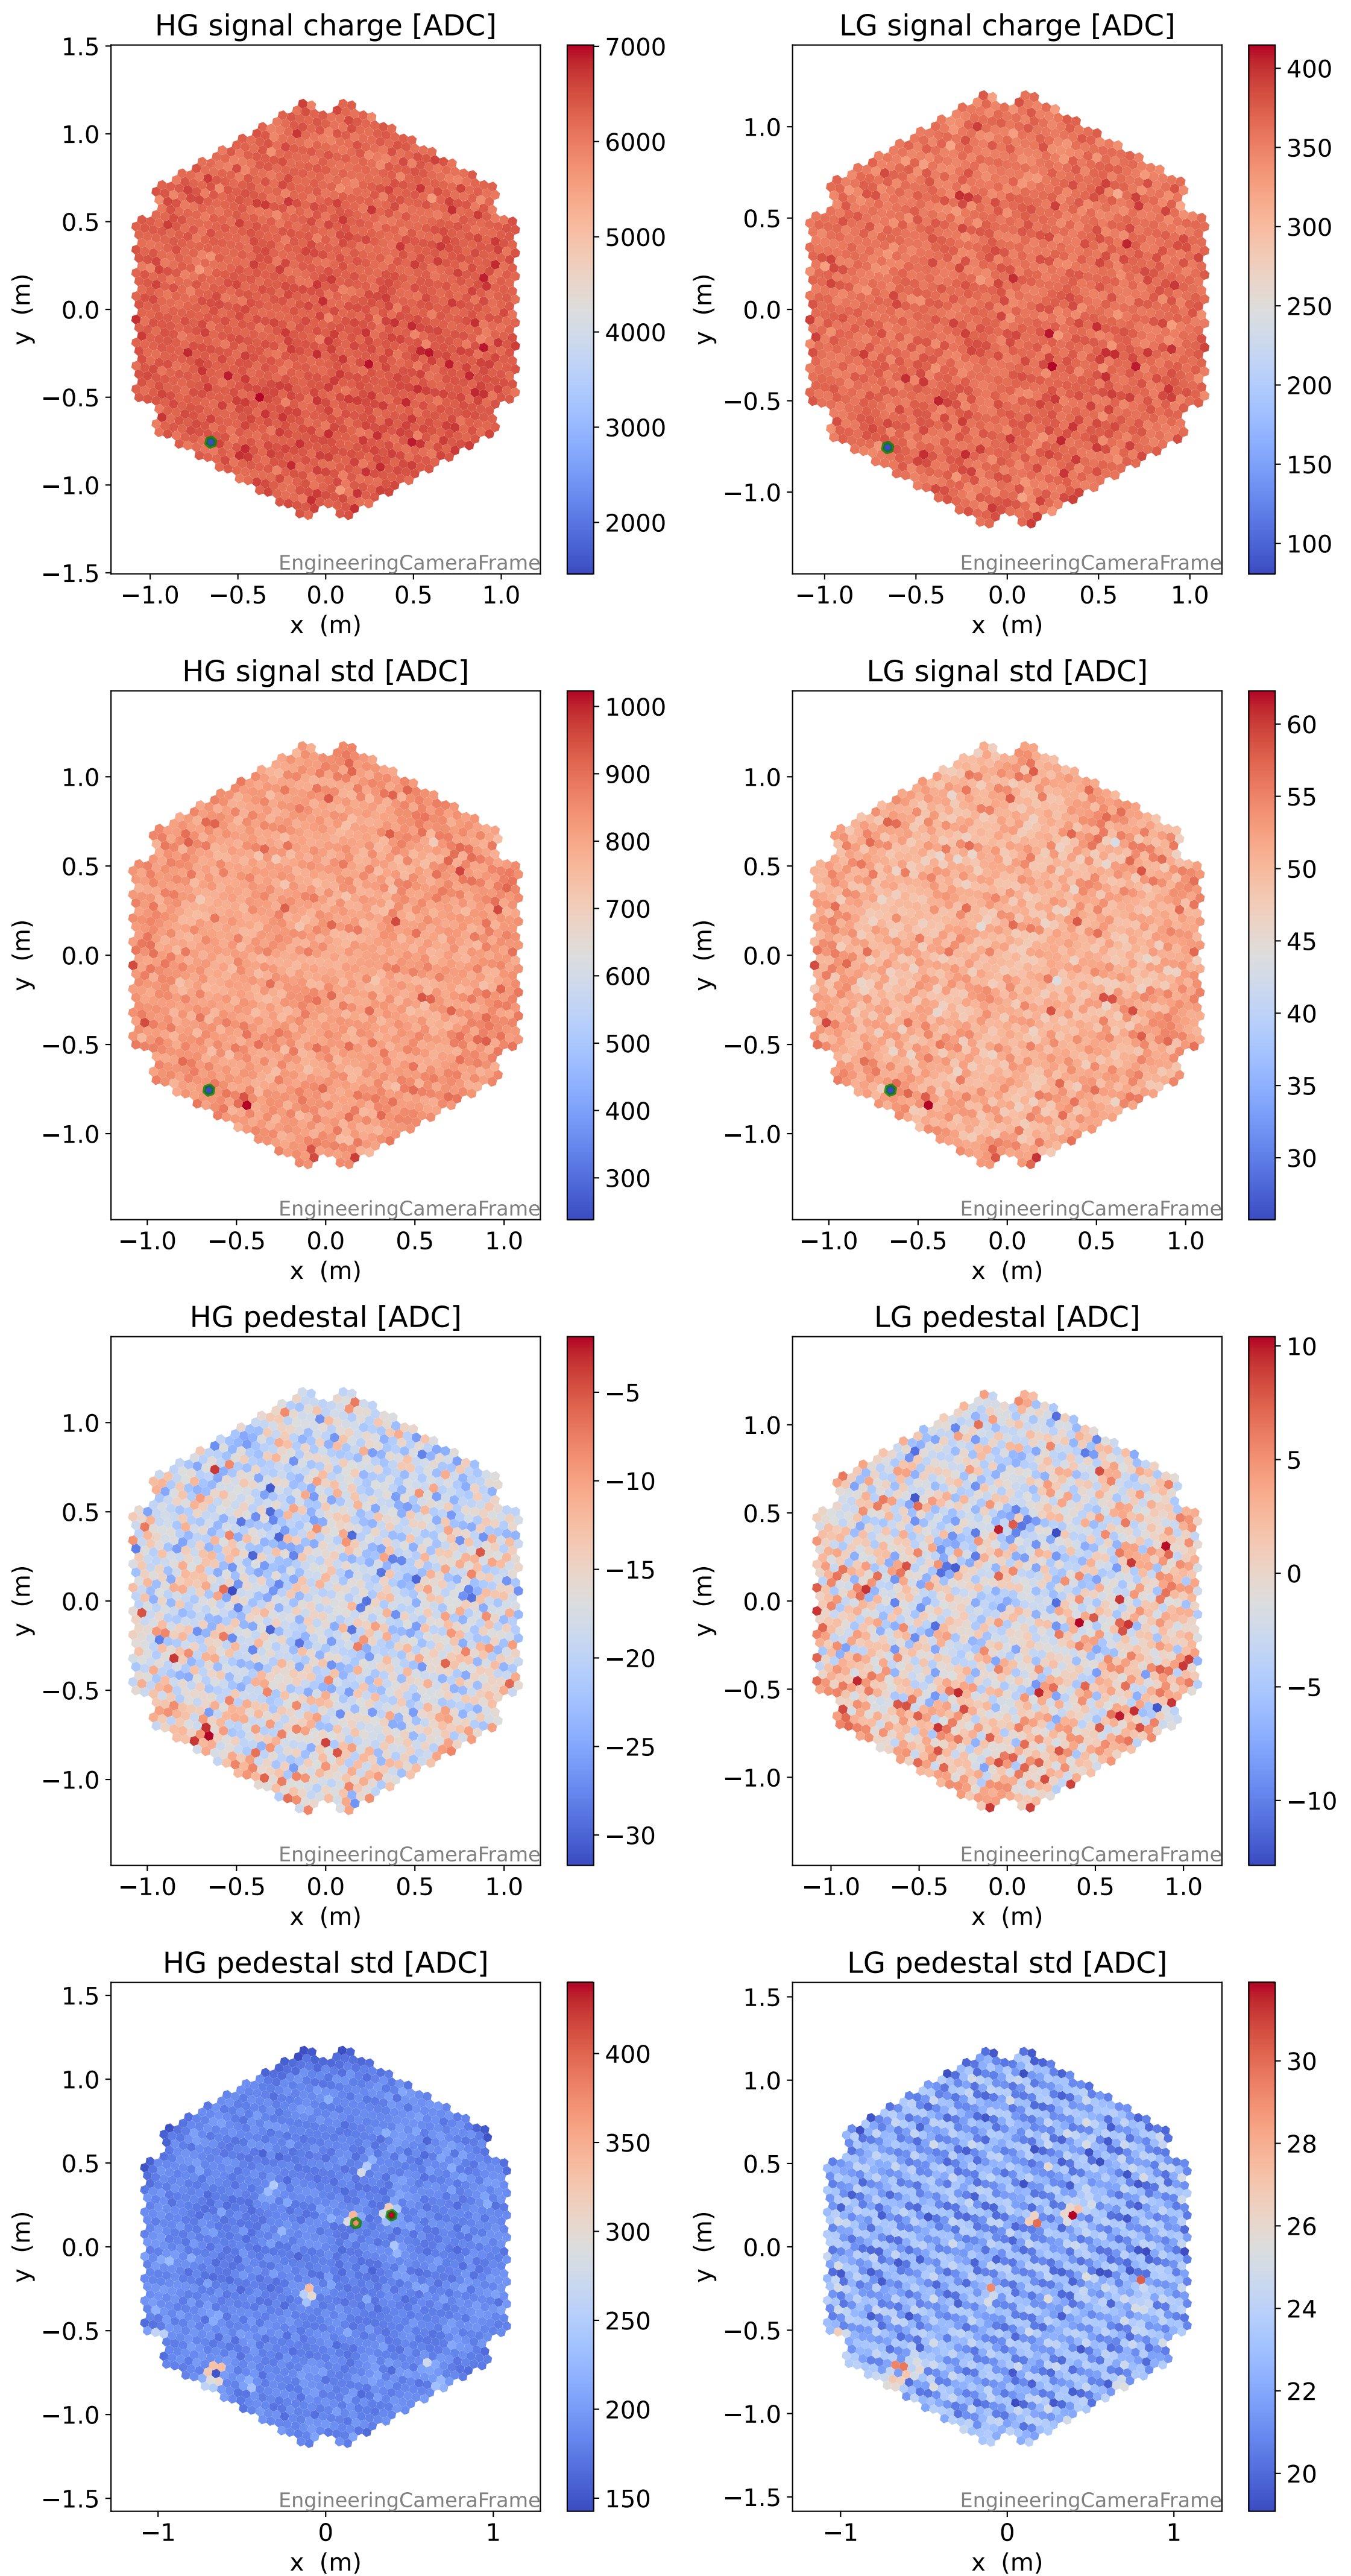 HG signal charge [ADC]
LG signal charge [ADC]
1.5
1.0
0.5
0.0
−0.5
−1.0
−1.5
y (m)
−1.0 −0.5 0.0 0.5 1.0
x (m)
EngineeringCameraFrame
7000
6000
5000
4000
3000
2000
1.0
0.5
0.0
−0.5
−1.0
y (m)
−1.0 −0.5 0.0 0.5 1.0
x (m)
EngineeringCameraFrame
400
350
300
250
200
150
100
HG signal std [ADC]
LG signal std [ADC]
1.0
0.5
0.0
−0.5
−1.0
y (m)
−1.0 −0.5 0.0 0.5 1.0
x (m)
EngineeringCameraFrame
1000
900
800
700
600
500
400
300
1.0
0.5
0.0
−0.5
−1.0
y (m)
−1.0 −0.5 0.0 0.5 1.0
x (m)
EngineeringCameraFrame
60
55
50
45
40
35
30
HG pedestal [ADC]
LG pedestal [ADC]
1.0
0.5
0.0
−0.5
−1.0
y (m)
−1.0 −0.5 0.0 0.5 1.0
x (m)
EngineeringCameraFrame
−5
−10
−15
−20
−25
−30
1.0
0.5
0.0
−0.5
−1.0
y (m)
−1.0 −0.5 0.0 0.5 1.0
x (m)
EngineeringCameraFrame
10
5
0
−5
−10
HG pedestal std [ADC]
LG pedestal std [ADC]
1.5
1.0
0.5
0.0
−0.5
−1.0
−1.5
y (m)
−1 0 1
x (m)
EngineeringCameraFrame
400
350
300
250
200
150
1.5
1.0
0.5
0.0
−0.5
−1.0
−1.5
y (m)
−1 0 1
x (m)
EngineeringCameraFrame
30
28
26
24
22
20